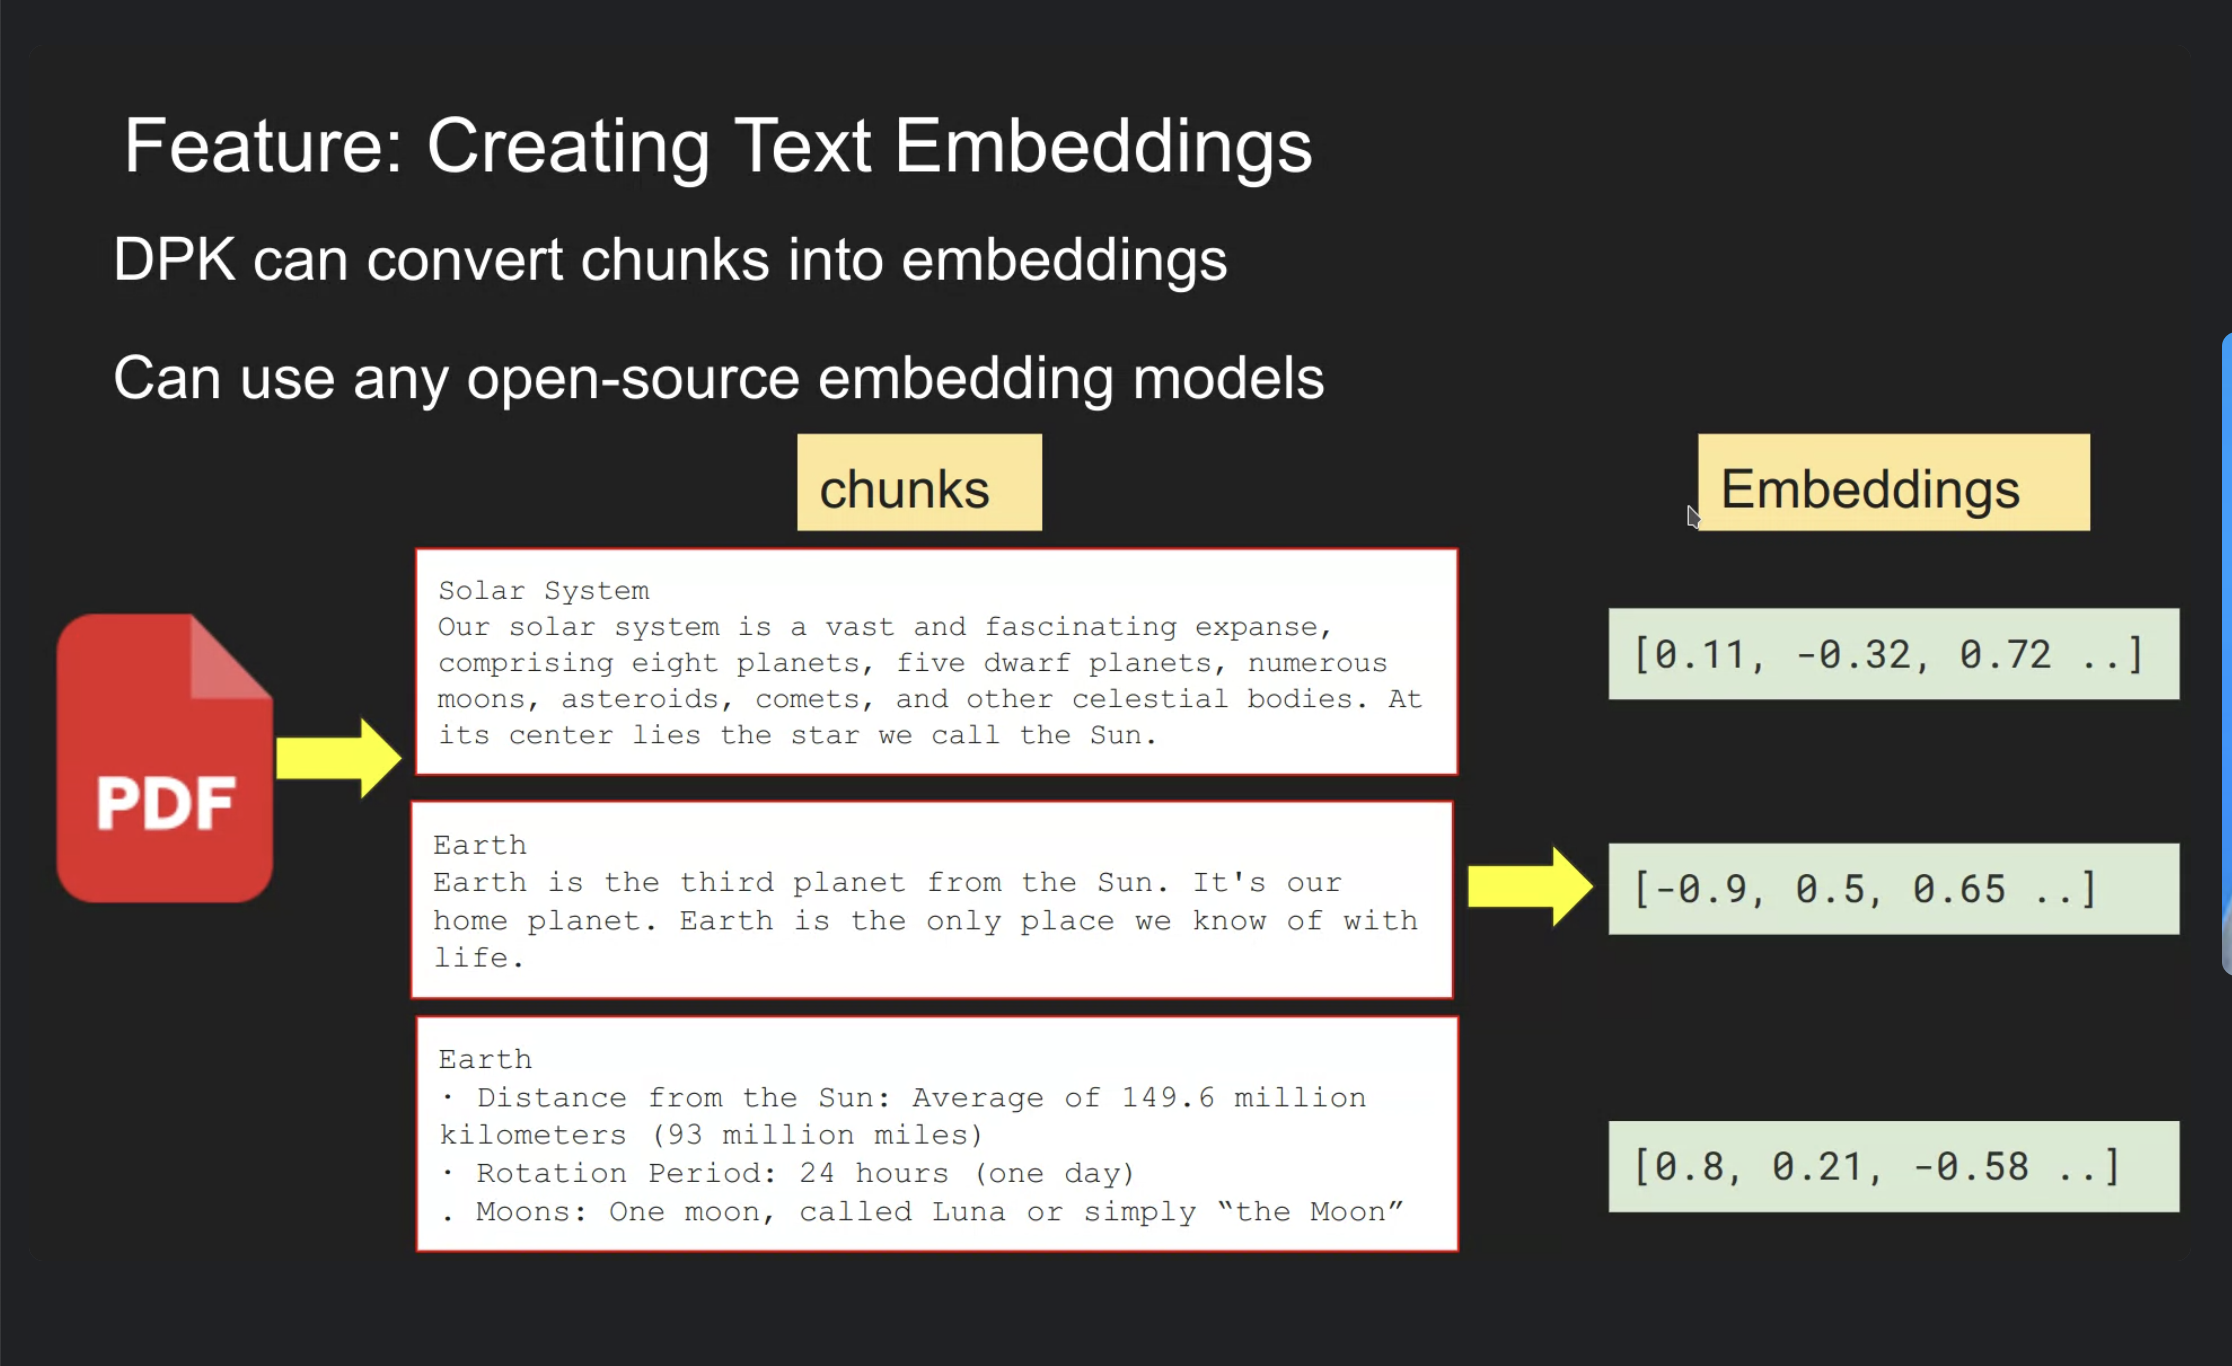 Feature: Creating Text Embeddings
DPK can convert chunks into embeddings
Can use any open-source embedding models
chunks
Embeddings
PDF
Solar System
Our solar system is a vast and fascinating expanse,
comprising eight planets, five dwarf planets, numerous
moons, asteroids, comets, and other celestial bodies. At
its center lies the star we call the Sun.
[0.11, -0.32, 0.72 ..]
Earth
Earth is the third planet from the Sun. It's our
home planet. Earth is the only place we know of with
life.
[-0.9, 0.5, 0.65 ..]
Earth
· Distance from the Sun: Average of 149.6 million
kilometers (93 million miles)
· Rotation Period: 24 hours (one day)
. Moons: One moon, called Luna or simply “the Moon”
[0.8, 0.21, -0.58 ..]